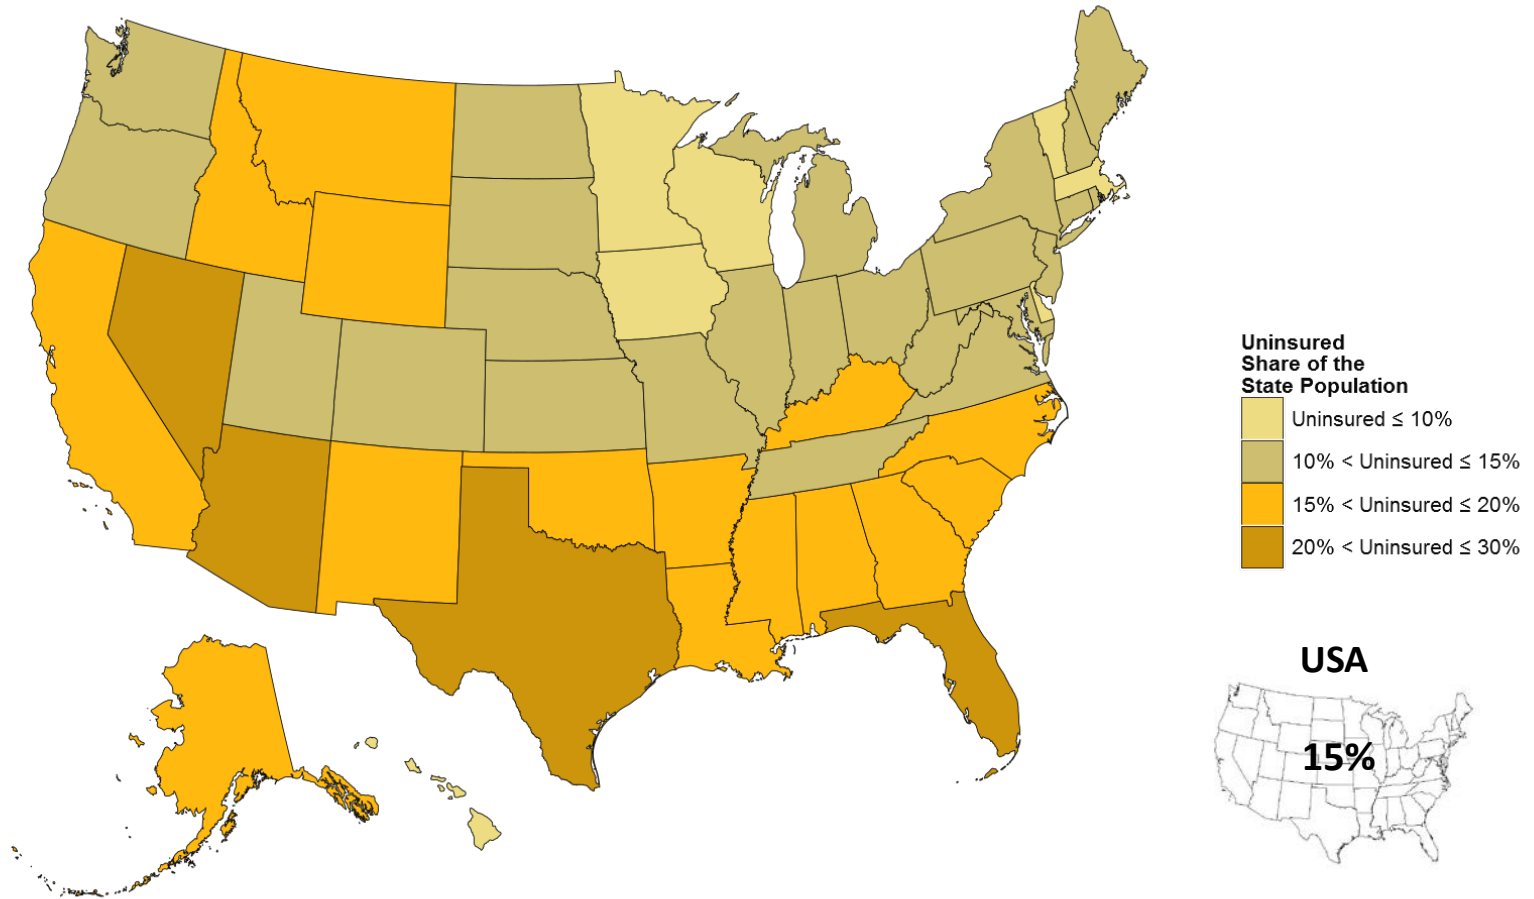 Uninsured
Share of the
State Population
Uninsured ≤ 10%
10% < Uninsured ≤ 15%
15% < Uninsured ≤ 20%
20% < Uninsured ≤ 30%
USA
15%